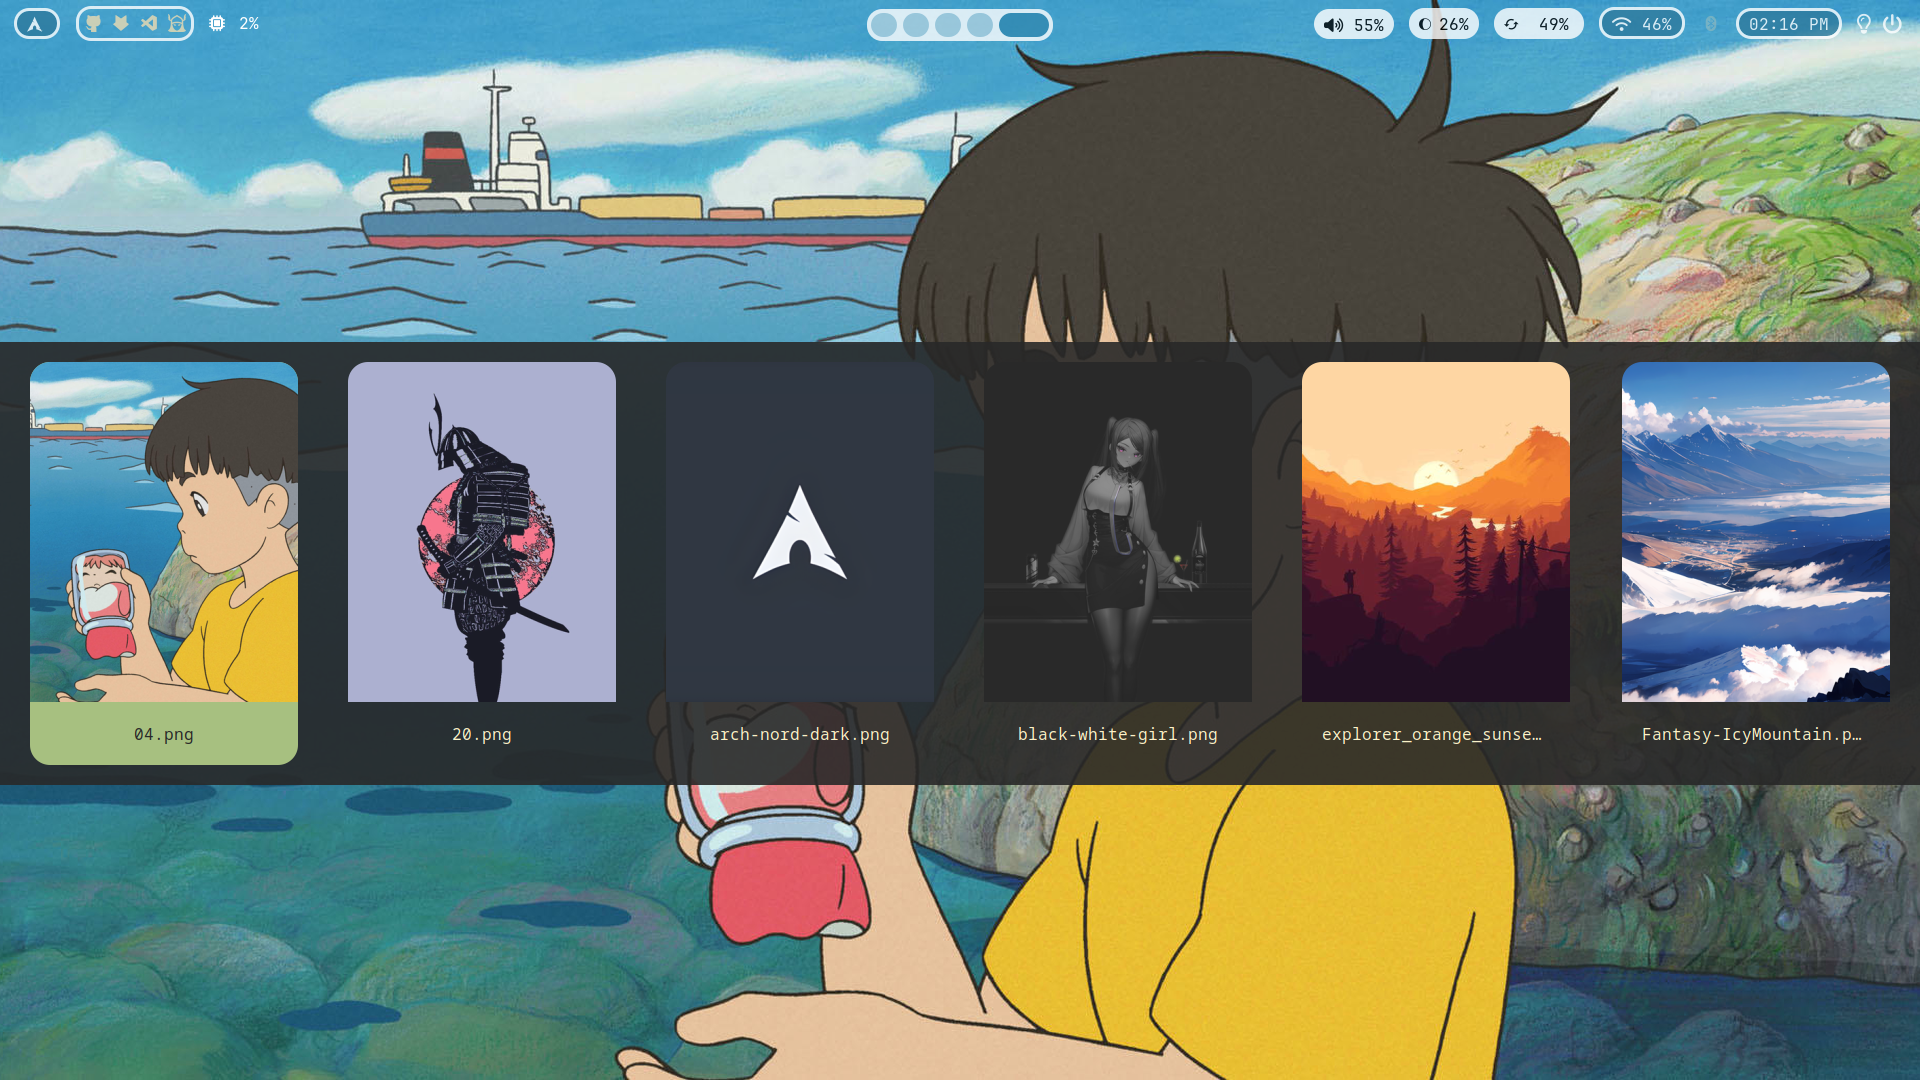 2%
55%
26%
49%
46%
02:16 PM
04.png
20.png
arch-nord-dark.png
black-white-girl.png
explorer_orange_sunse…
Fantasy-IcyMountain.p…